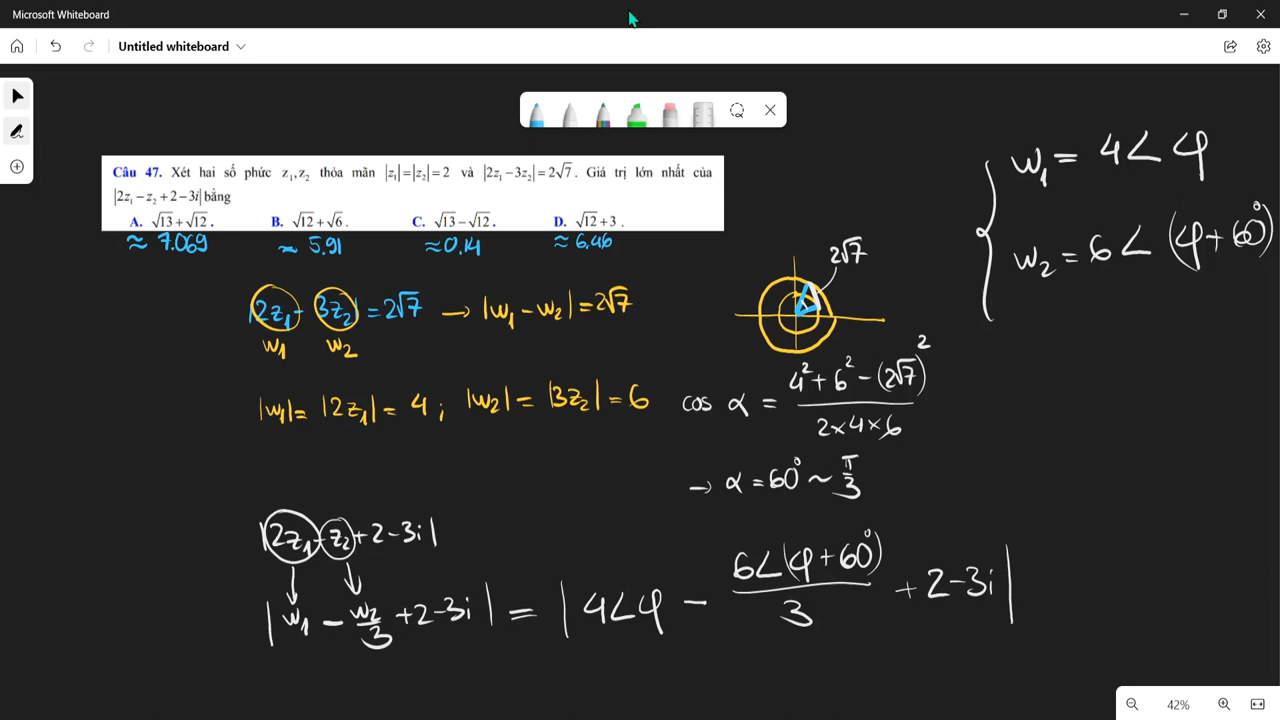 Microsoft Whiteboard
Untitled whiteboard
Câu 47. Xét hai số phức z₁,z₂ thỏa mãn |z₁|=|z₂|=2 và |2z₁-3z₂|=2√7. Giá trị lớn nhất của
|2z₁-z₂+2-3i| bằng
A. √13+√12. B. √12+√6. C. √13-√12. D. √12+3.
≈ 7.069 ≈ 5.91 ≈0.14 ≈ 6.46
w₁ = 4∠φ
w₂ = 6∠(φ+60°)
2√7
|2z₁- 3z₂| = 2√7 → |w₁-w₂| = 2√7
w₁ w₂
|w₁| = |2z₁| = 4 ; |w₂| = |3z₂| = 6
cos α = (4²+6²-(2√7)²)/(2×4×6)
→ α = 60° ~ π/3
|2z₁-z₂+2-3i|
|w₁ - w₂/3 +2-3i| = |4∠φ - 6∠(φ+60°)/3 + 2-3i|
42%